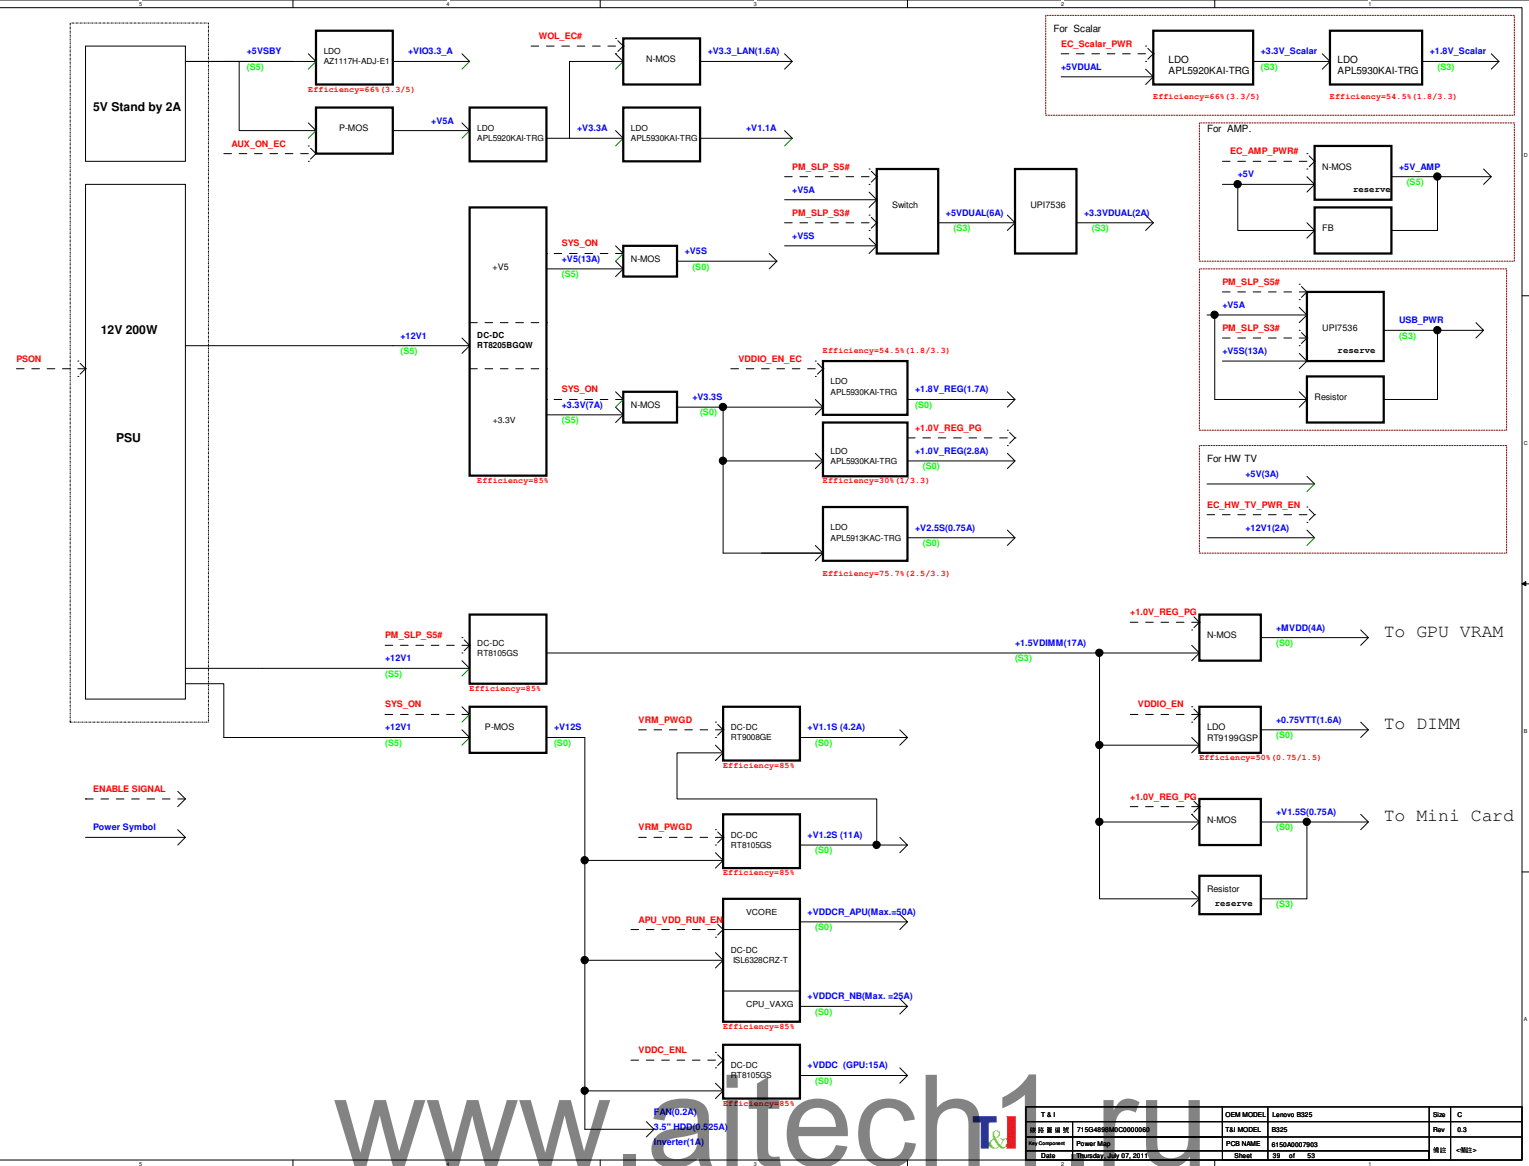 5 4 3 2 1
5V Stand by 2A
+5VSBY
(S5)
LDO
AZ1117H-ADJ-E1
+VIO3.3_A
Efficiency=66%(3.3/5)
AUX_ON_EC
P-MOS
+V5A
LDO
APL5920KAI-TRG
+V3.3A
WOL_EC#
N-MOS
+V3.3_LAN(1.6A)
LDO
APL5930KAI-TRG
+V1.1A
For Scalar
EC_Scalar_PWR
+5VDUAL
LDO
APL5920KAI-TRG
Efficiency=66%(3.3/5)
+3.3V_Scalar
(S3)
LDO
APL5930KAI-TRG
Efficiency=54.5%(1.8/3.3)
+1.8V_Scalar
(S3)
For AMP.
EC_AMP_PWR#
+5V
N-MOS
reserve
+5V_AMP
(S5)
FB
PM_SLP_S5#
+V5A
PM_SLP_S3#
+V5S
Switch
+5VDUAL(6A)
(S3)
UPI7536
+3.3VDUAL(2A)
(S3)
PM_SLP_S5#
+V5A
PM_SLP_S3#
+V5S(13A)
UPI7536
reserve
USB_PWR
(S3)
Resistor
For HW TV
+5V(3A)
EC_HW_TV_PWR_EN
+12V1(2A)
12V 200W
PSU
PSON
+12V1
(S5)
+V5
DC-DC
RT8205BGQW
+3.3V
Efficiency=85%
SYS_ON
+V5(13A)
(S5)
N-MOS
+V5S
(S0)
SYS_ON
+3.3V(7A)
(S5)
N-MOS
+V3.3S
(S0)
Efficiency=54.5%(1.8/3.3)
VDDIO_EN_EC
LDO
APL5930KAI-TRG
+1.8V_REG(1.7A)
(S0)
+1.0V_REG_PG
LDO
APL5930KAI-TRG
+1.0V_REG(2.8A)
(S0)
Efficiency=30%(1/3.3)
LDO
APL5913KAC-TRG
+V2.5S(0.75A)
(S0)
Efficiency=75.7%(2.5/3.3)
PM_SLP_S5#
+12V1
(S5)
DC-DC
RT8105GS
Efficiency=85%
+1.5VDIMM(17A)
(S3)
+1.0V_REG_PG
N-MOS
+MVDD(4A)
(S0)
To GPU VRAM
SYS_ON
+12V1
(S5)
P-MOS
+V12S
(S0)
VRM_PWGD
DC-DC
RT9008GE
+V1.1S (4.2A)
(S0)
Efficiency=85%
VDDIO_EN
LDO
RT9199GSP
+0.75VTT(1.6A)
(S0)
Efficiency=50%(0.75/1.5)
To DIMM
ENABLE SIGNAL
Power Symbol
VRM_PWGD
DC-DC
RT8105GS
+V1.2S (11A)
(S0)
Efficiency=85%
+1.0V_REG_PG
N-MOS
+V1.5S(0.75A)
(S0)
To Mini Card
Resistor
reserve
(S3)
APU_VDD_RUN_EN
VCORE
+VDDCR_APU(Max.=50A)
(S0)
DC-DC
ISL6328CRZ-T
CPU_VAXG
+VDDCR_NB(Max. =25A)
(S0)
Efficiency=85%
VDDC_ENL
DC-DC
RT8105GS
+VDDC (GPU:15A)
(S0)
Efficiency=85%
FAN(0.2A)
3.5" HDD(0.525A)
Inverter(1A)
www.aitech1.ru
T&I
T & I
OEM MODEL Lenovo B325
Size C
715G4898M0C0000060
T&I MODEL B325
Rev 0.3
Key Component Power Map
PCB NAME 6150A0007903
Date Thursday, July 07, 2011
Sheet 39 of 53
5 4 3 2 1
D
C
B
A